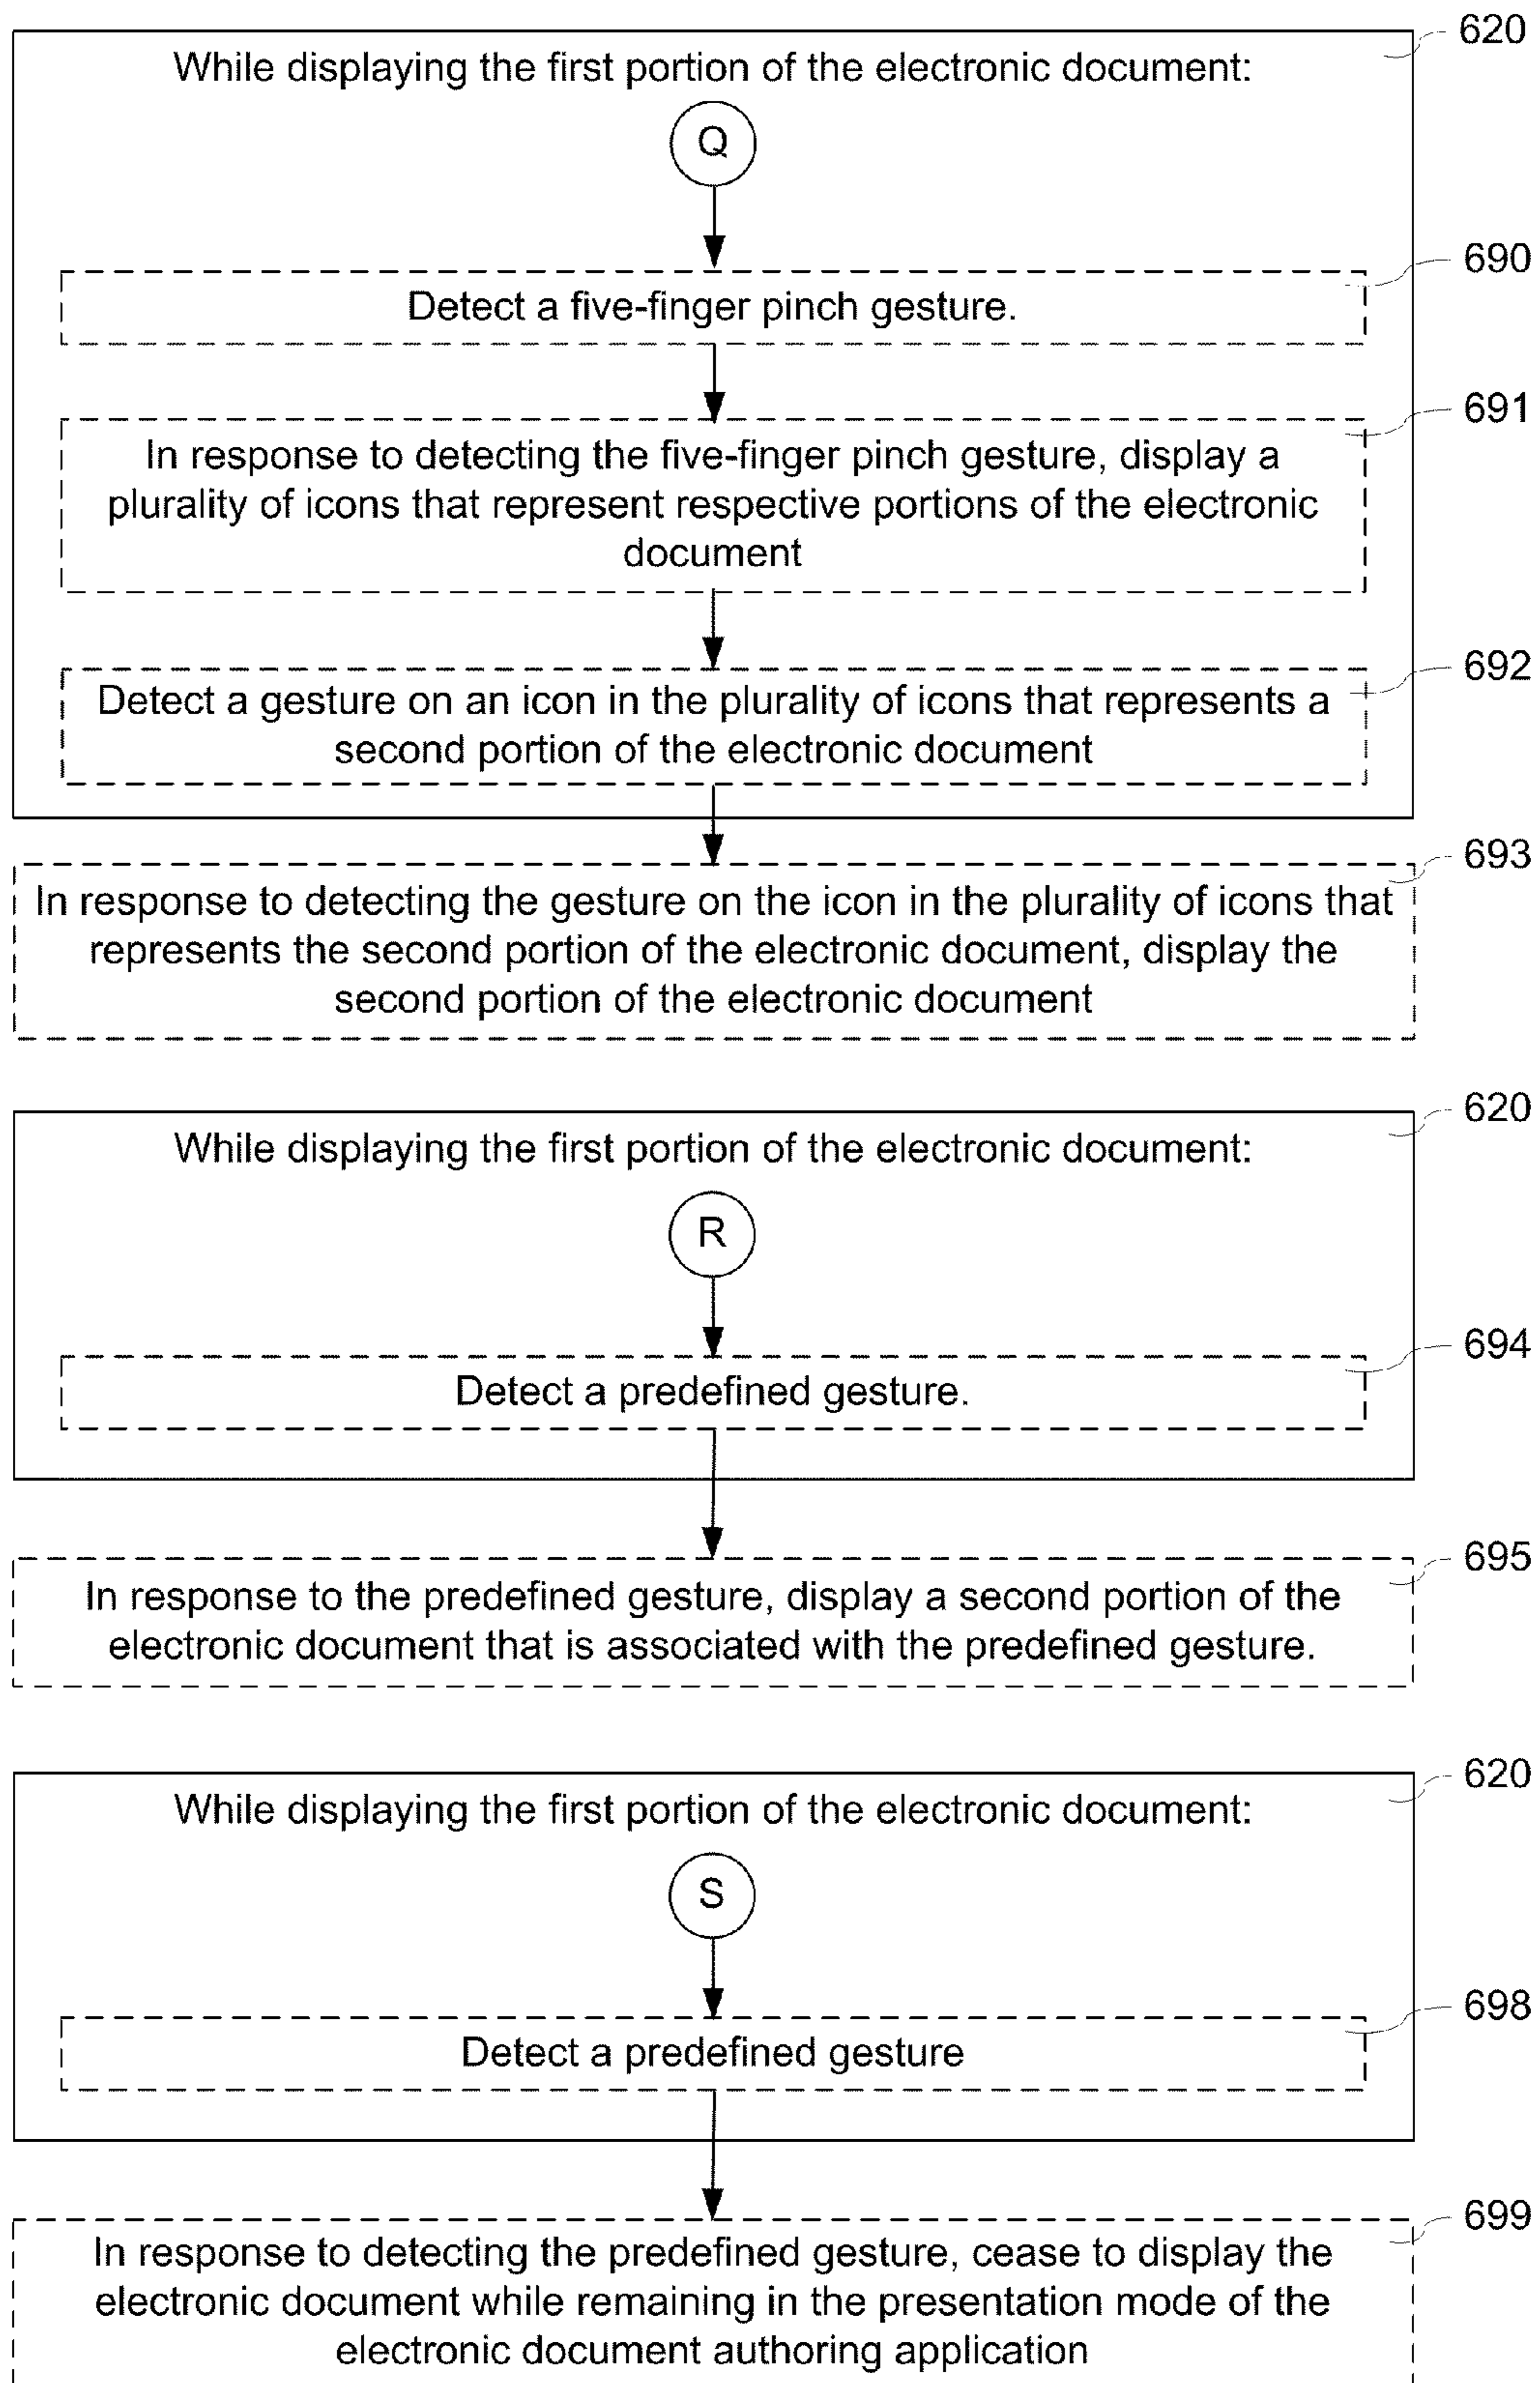 620
While displaying the first portion of the electronic document:
Q
690
Detect a five-finger pinch gesture.
691
In response to detecting the five-finger pinch gesture, display a
plurality of icons that represent respective portions of the electronic
document
692
Detect a gesture on an icon in the plurality of icons that represents a
second portion of the electronic document
693
In response to detecting the gesture on the icon in the plurality of icons that
represents the second portion of the electronic document, display the
second portion of the electronic document
620
While displaying the first portion of the electronic document:
R
694
Detect a predefined gesture.
695
In response to the predefined gesture, display a second portion of the
electronic document that is associated with the predefined gesture.
620
While displaying the first portion of the electronic document:
S
698
Detect a predefined gesture
699
In response to detecting the predefined gesture, cease to display the
electronic document while remaining in the presentation mode of the
electronic document authoring application